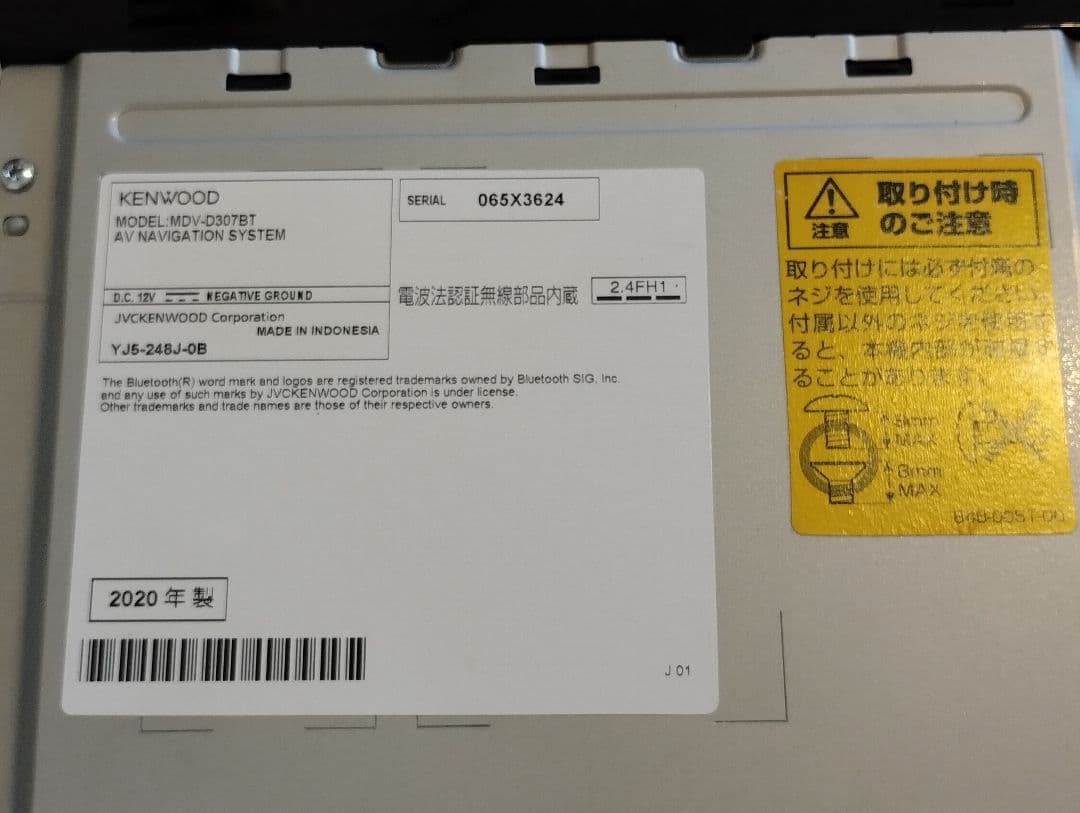 KENWOOD
MODEL:MDV-D307BT
AV NAVIGATION SYSTEM
D.C. 12V NEGATIVE GROUND
JVCKENWOOD Corporation
MADE IN INDONESIA
YJ5-248J-0B
SERIAL 065X3624
電波法認証無線部品内蔵 2.4FH1
The Bluetooth(R) word mark and logos are registered trademarks owned by Bluetooth SIG, Inc.
and any use of such marks by JVCKENWOOD Corporation is under license.
Other trademarks and trade names are those of their respective owners.
2020 年 製
J 01
注意
取り付け時
のご注意
取り付けには必ず付属の
ネジを使用してください。
付属以外のネジを使用す
ると、本機内部が破損す
ることがあります。
MAX
8mm
MAX